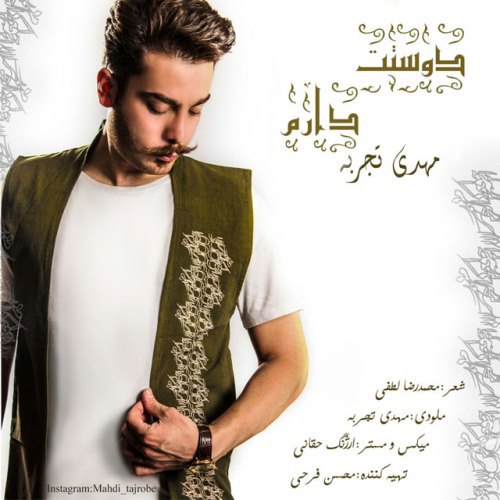 دوستت
دارم
مهدی تجربه
شعر:محمدرضا لطفی
ملودی:مهدی تجربه
میکس و مستر:ارژنگ حقانی
تهیه کننده:محسن فرحی
Instagram:Mahdi_tajrobe